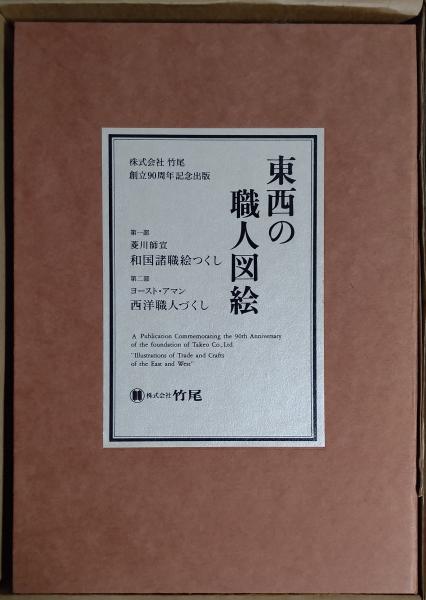 東西の
職人図絵
株式会社 竹尾
創立90周年記念出版
第一部
菱川師宣
和国諸職絵つくし
第二部
ヨースト・アマン
西洋職人づくし
A Publication Commemorating the 90th Anniversary
of the foundation of Takeo Co., Ltd.
"Illustrations of Trade and Crafts
of the East and West"
株式会社 竹尾